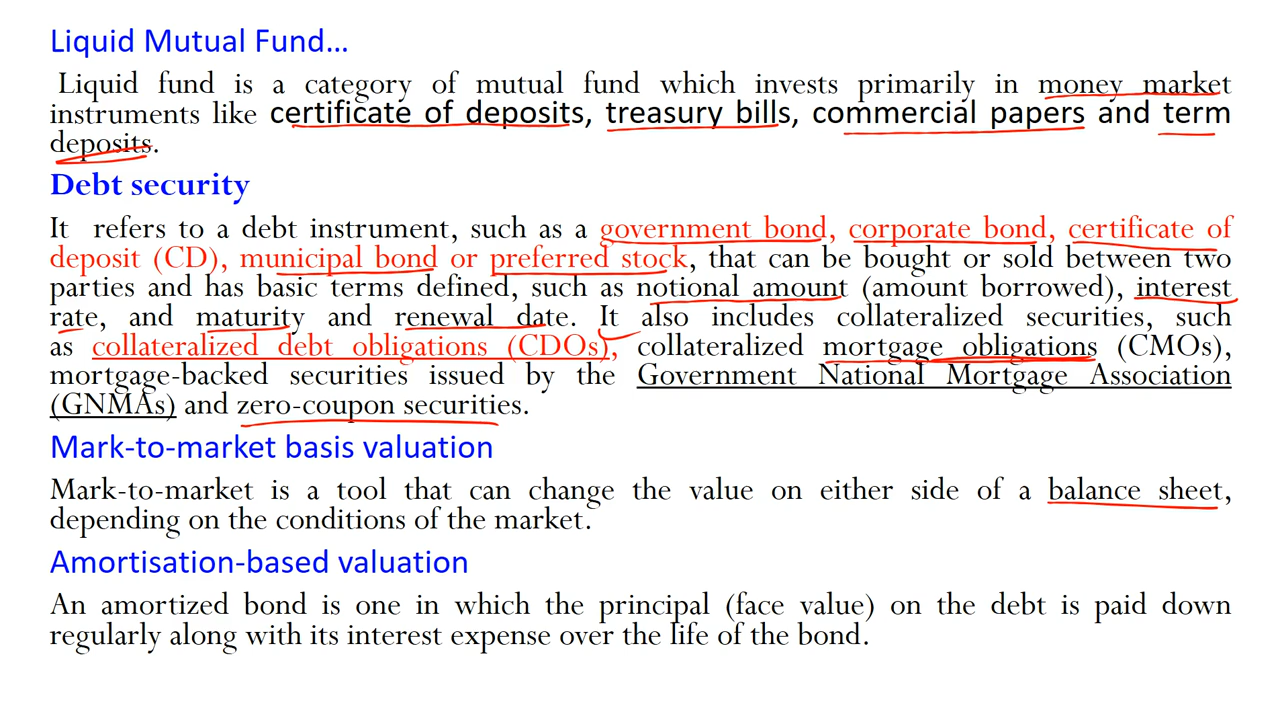 Liquid Mutual Fund…
Liquid fund is a category of mutual fund which invests primarily in money market
instruments like certificate of deposits, treasury bills, commercial papers and term
deposits.
Debt security
It refers to a debt instrument, such as a government bond, corporate bond, certificate of
deposit (CD), municipal bond or preferred stock, that can be bought or sold between two
parties and has basic terms defined, such as notional amount (amount borrowed), interest
rate, and maturity and renewal date. It also includes collateralized securities, such
as collateralized debt obligations (CDOs), collateralized mortgage obligations (CMOs),
mortgage-backed securities issued by the Government National Mortgage Association
(GNMAs) and zero-coupon securities.
Mark-to-market basis valuation
Mark-to-market is a tool that can change the value on either side of a balance sheet,
depending on the conditions of the market.
Amortisation-based valuation
An amortized bond is one in which the principal (face value) on the debt is paid down
regularly along with its interest expense over the life of the bond.